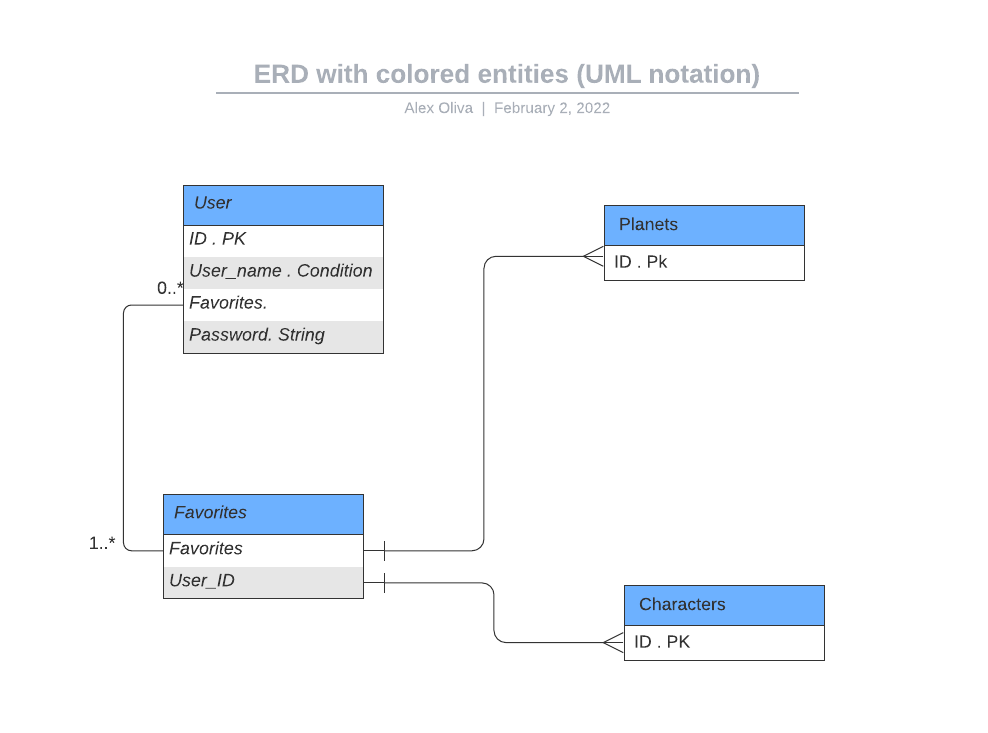 ERD with colored entities (UML notation)
Alex Oliva | February 2, 2022
User
ID . PK
User_name . Condition
0..*
Favorites.
Password. String
Planets
ID . Pk
Favorites
1..*
Favorites
User_ID
Characters
ID . PK